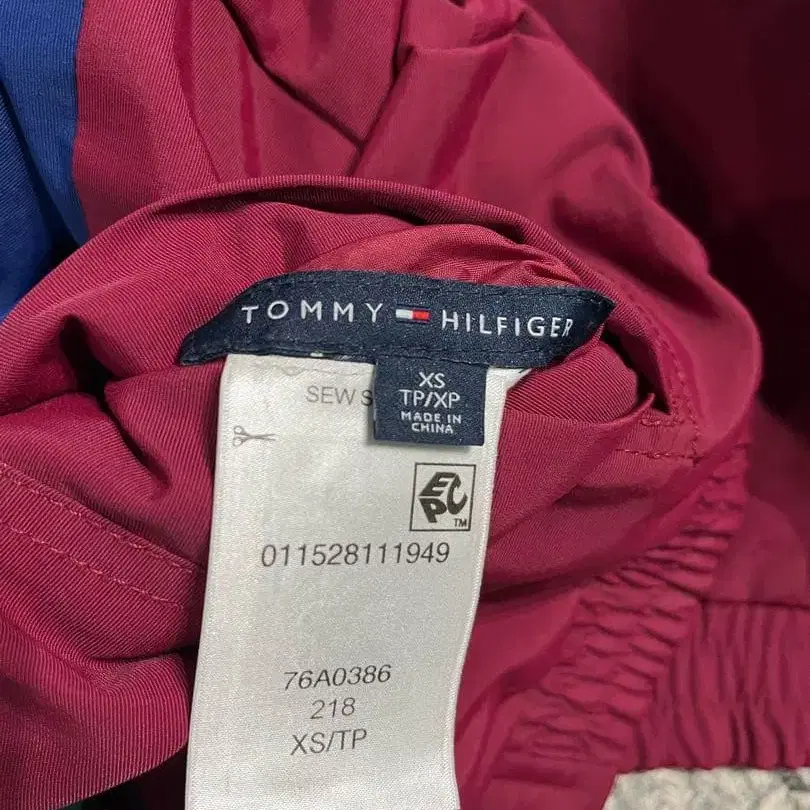 TOMMY HILFIGER
XS
TP/XP
MADE IN
CHINA
SEW S
EPC
TM
011528111949
76A0386
218
XS/TP